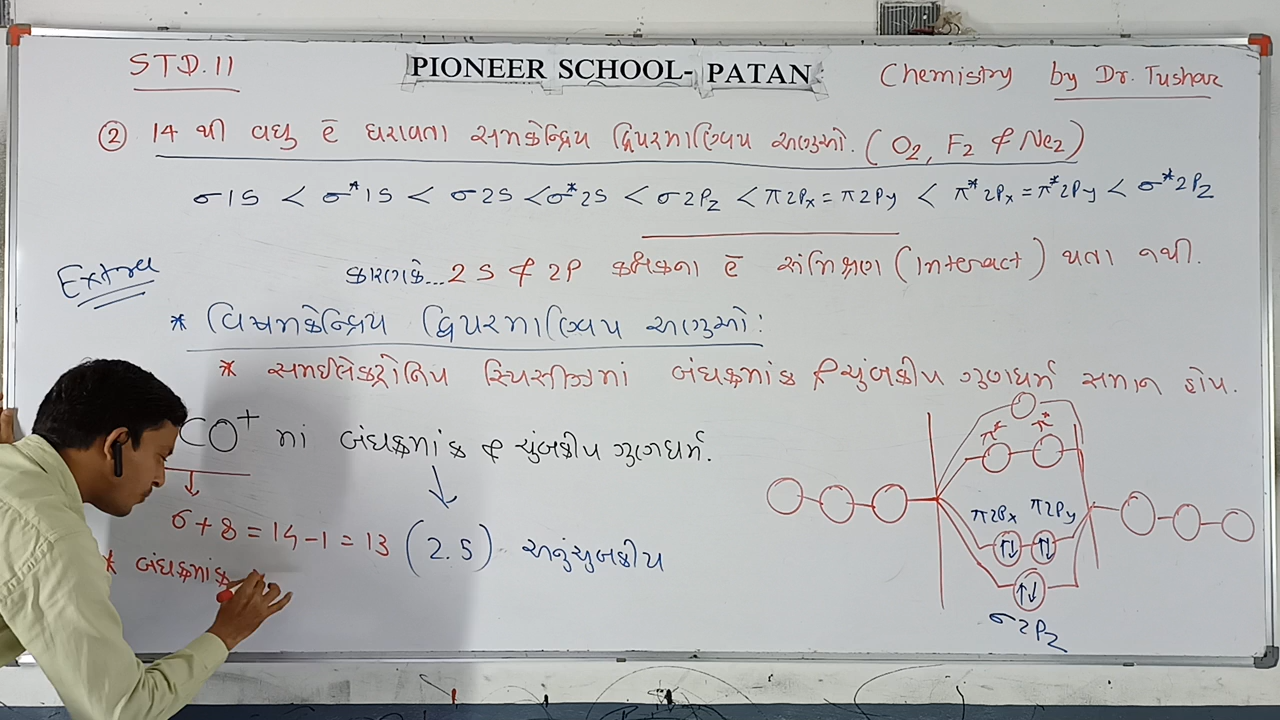 STD. 11
PIONEER SCHOOL- PATAN
Chemistry by Dr. Tushar
② 14 થી વધુ ē ધરાવતા સમકેન્દ્રિય દ્વિપરમાણ્વિય અણુઓ. (O₂, F₂ & Ne₂)
σ1S < σ*1S < σ2S < σ*2S < σ2Pz < π2Px = π2Py < π*2Px = π*2Py < σ*2Pz
કારણકે... 2S & 2P કક્ષકના ē સંમિશ્રણ (Interact) થતા નથી.
Extra
* વિષમકેન્દ્રિય દ્વિપરમાણ્વિય અણુઓ:
* સમઈલેક્ટ્રોનિય સ્પિસીઝમાં બંધક્રમાંક & ચુંબકીય ગુણધર્મ સમાન હોય.
CO⁺ નાં બંધક્રમાંક & ચુંબકીય ગુણધર્મ.
6 + 8 = 14 - 1 = 13 (2.5) અનુચુબકીય
* બંધક્રમાંક
π* π*
π2Px π2Py
↑↓ ↑↓
↑↓
σ2Pz